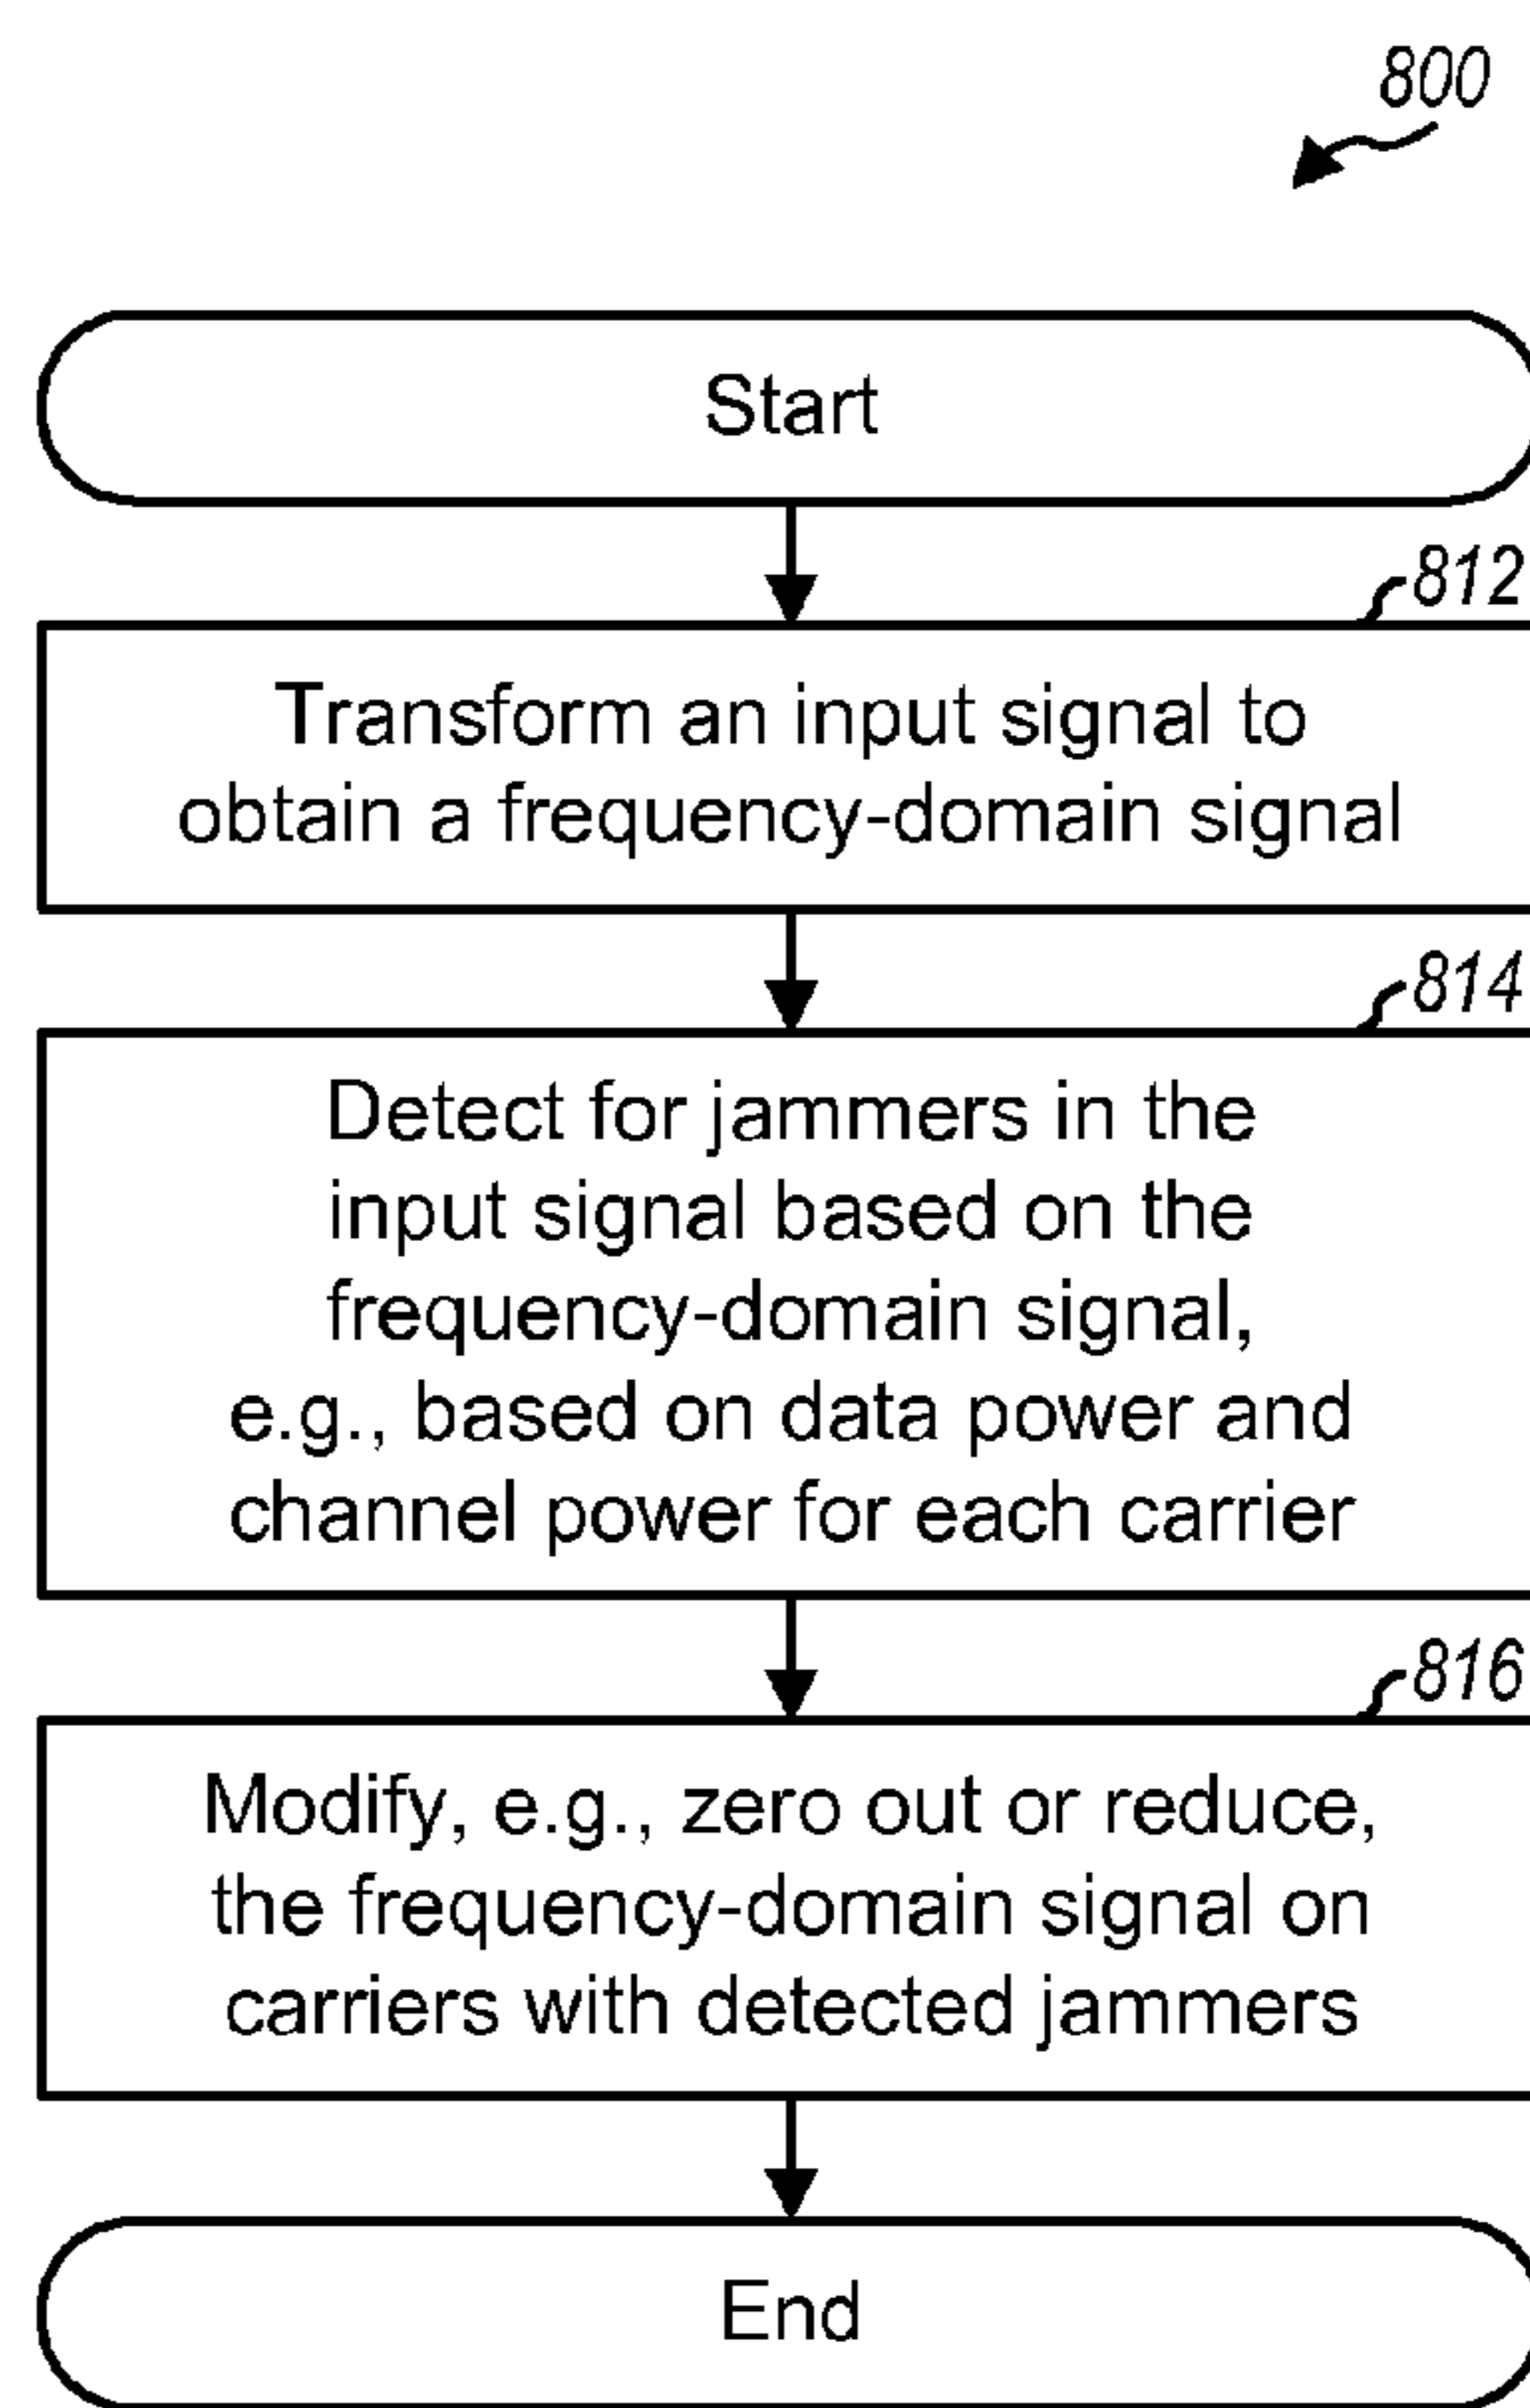 800
Start
812
Transform an input signal to
obtain a frequency-domain signal
814
Detect for jammers in the
input signal based on the
frequency-domain signal,
e.g., based on data power and
channel power for each carrier
816
Modify, e.g., zero out or reduce,
the frequency-domain signal on
carriers with detected jammers
End